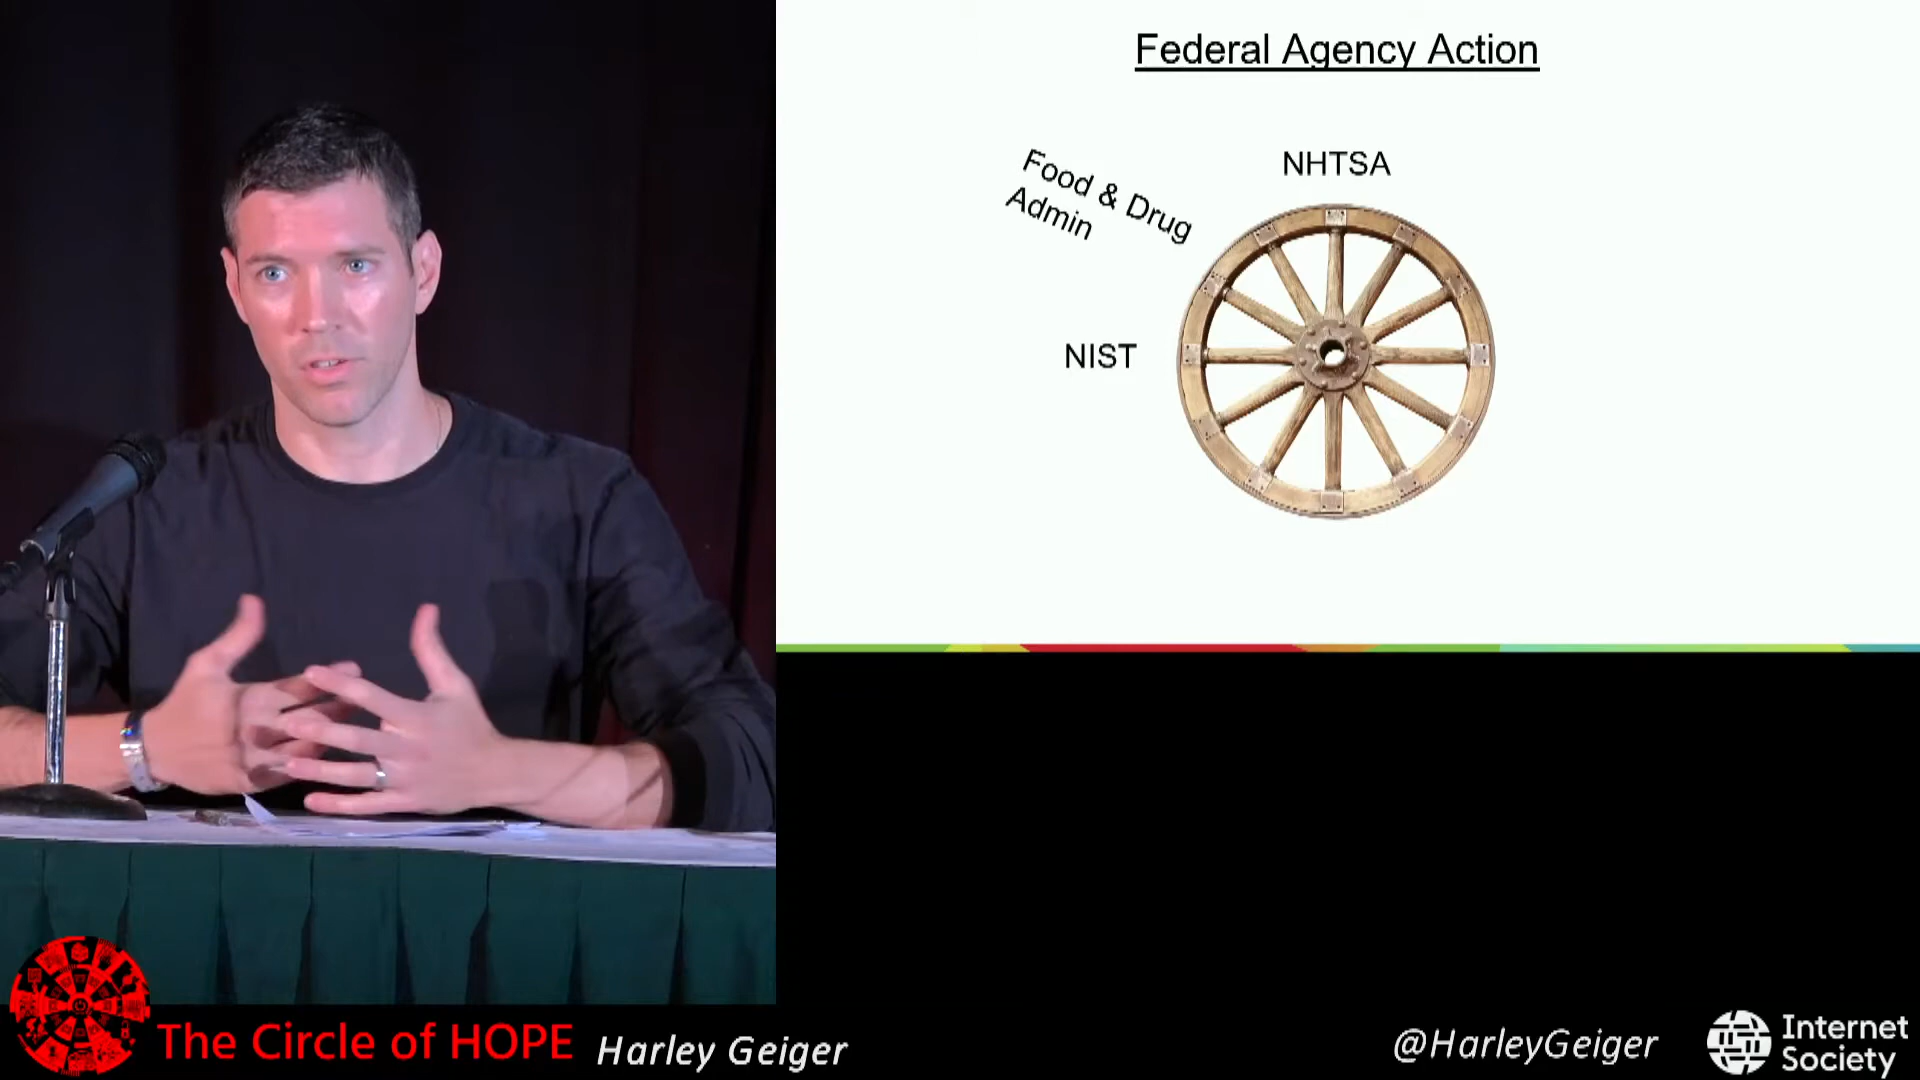 Federal Agency Action
NHTSA
Food & Drug
Admin
NIST
The Circle of HOPE
Harley Geiger
@HarleyGeiger
Internet
Society